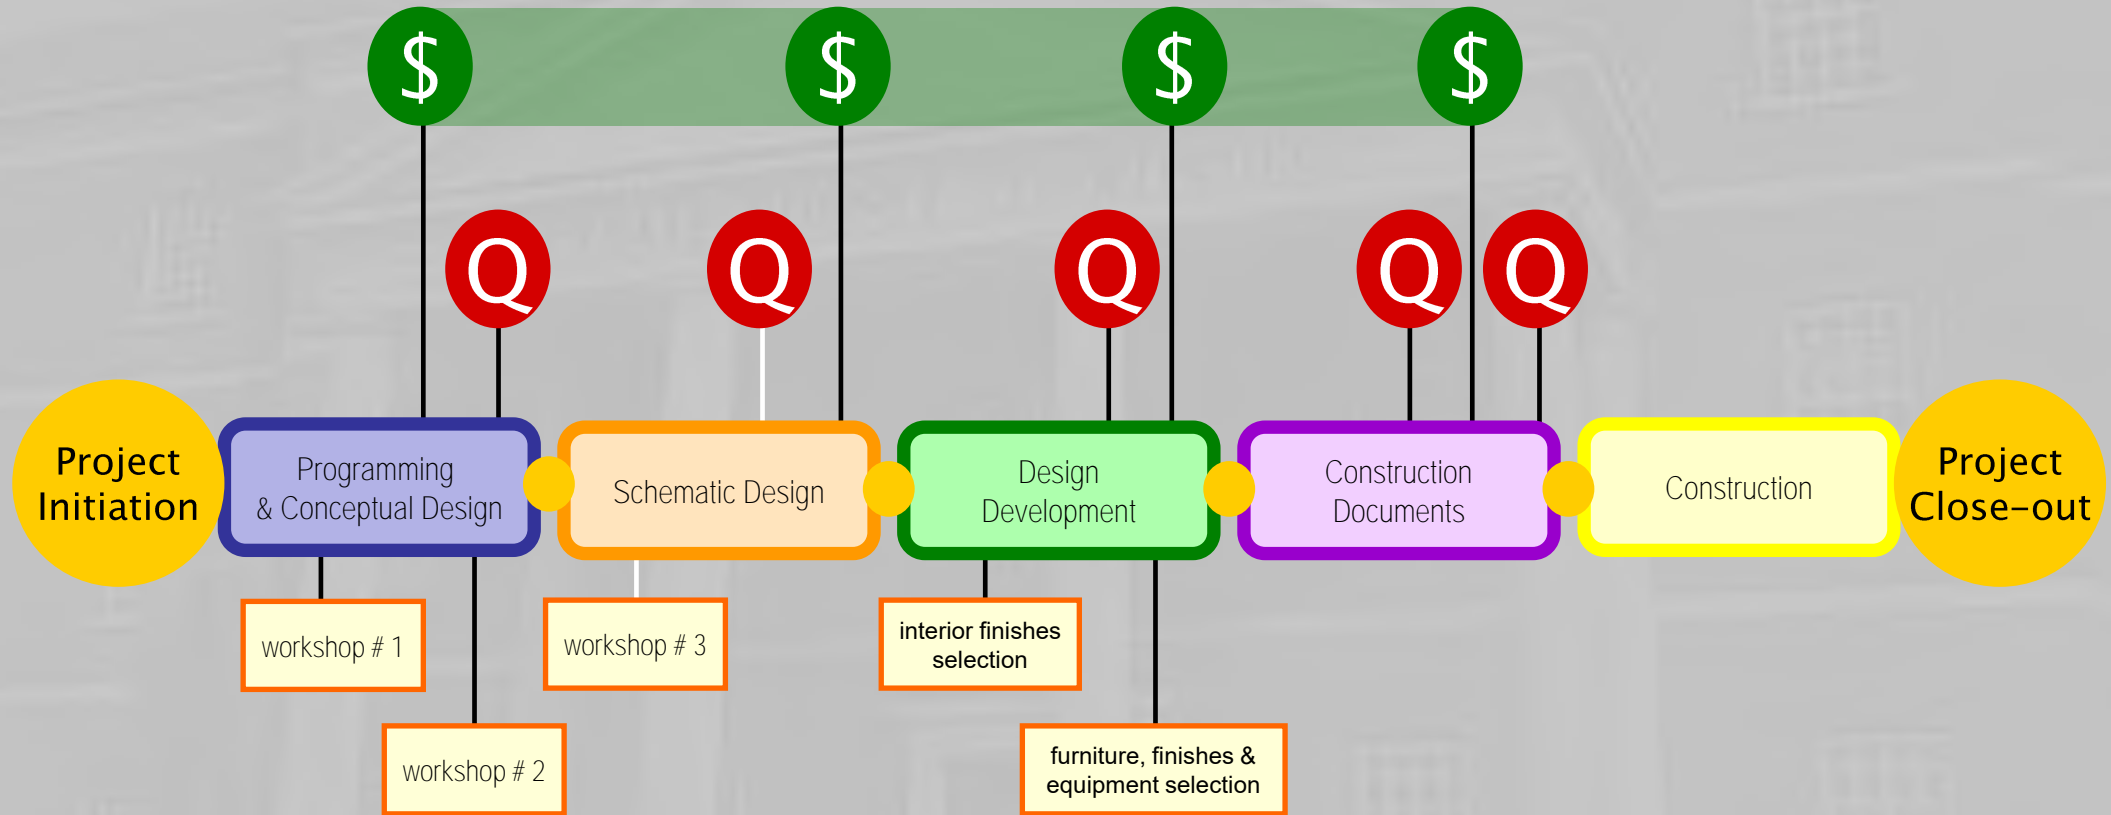 $ $ $ $
Q Q Q Q Q
Project
Initiation
Programming
& Conceptual Design
Schematic Design
Design
Development
Construction
Documents
Construction
Project
Close-out
workshop # 1
workshop # 2
workshop # 3
interior finishes
selection
furniture, finishes &
equipment selection